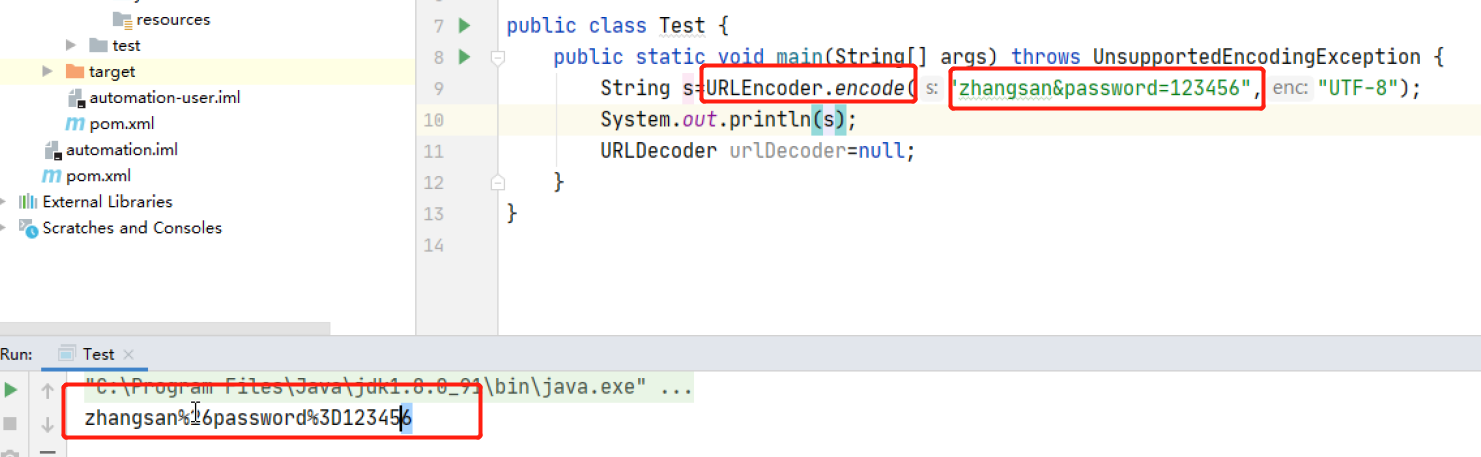 resources
test
target
automation-user.iml
pom.xml
automation.iml
pom.xml
External Libraries
Scratches and Consoles
7 public class Test {
8 public static void main(String[] args) throws UnsupportedEncodingException {
9 String s=URLEncoder.encode( s: "zhangsan&password=123456", enc: "UTF-8");
10 System.out.println(s);
11 URLDecoder urlDecoder=null;
12 }
13 }
14
Run: Test
"C:\Program Files\Java\jdk1.8.0_91\bin\java.exe" ...
zhangsan%26password%3D123456